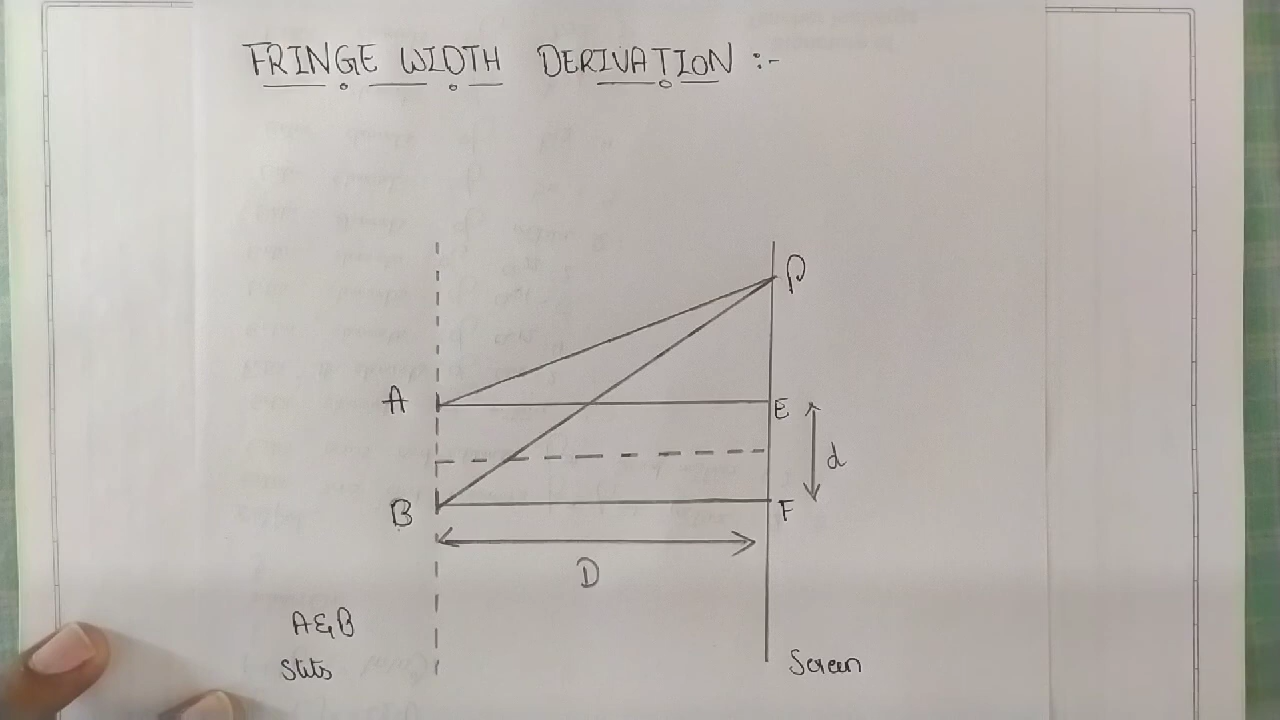 FRINGE WIDTH DERIVATION :-
P
A
E
d
B
F
D
A & B
Slits
Screen